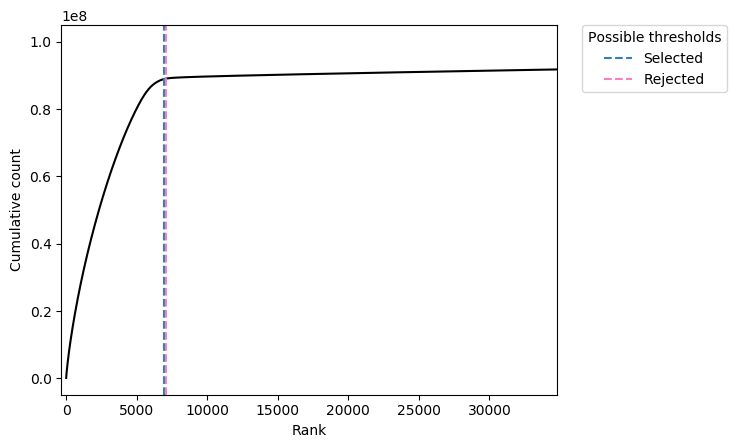 1e8
Possible thresholds
Selected
Rejected
1.0
0.8
0.6
0.4
0.2
0.0
Cumulative count
0 5000 10000 15000 20000 25000 30000
Rank